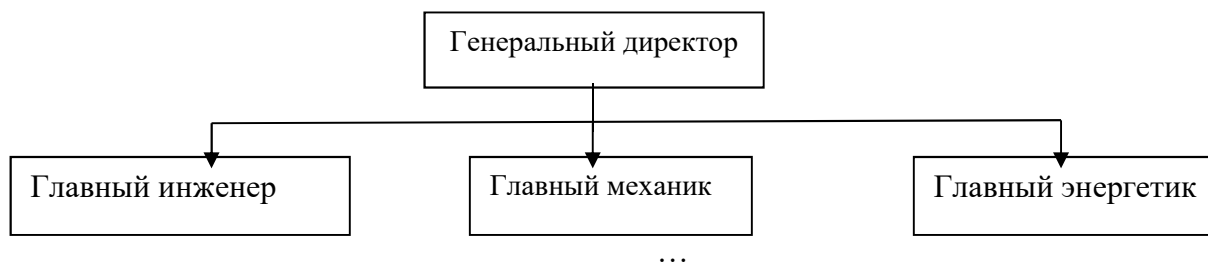 Генеральный директор
Главный инженер
Главный механик
Главный энергетик
…